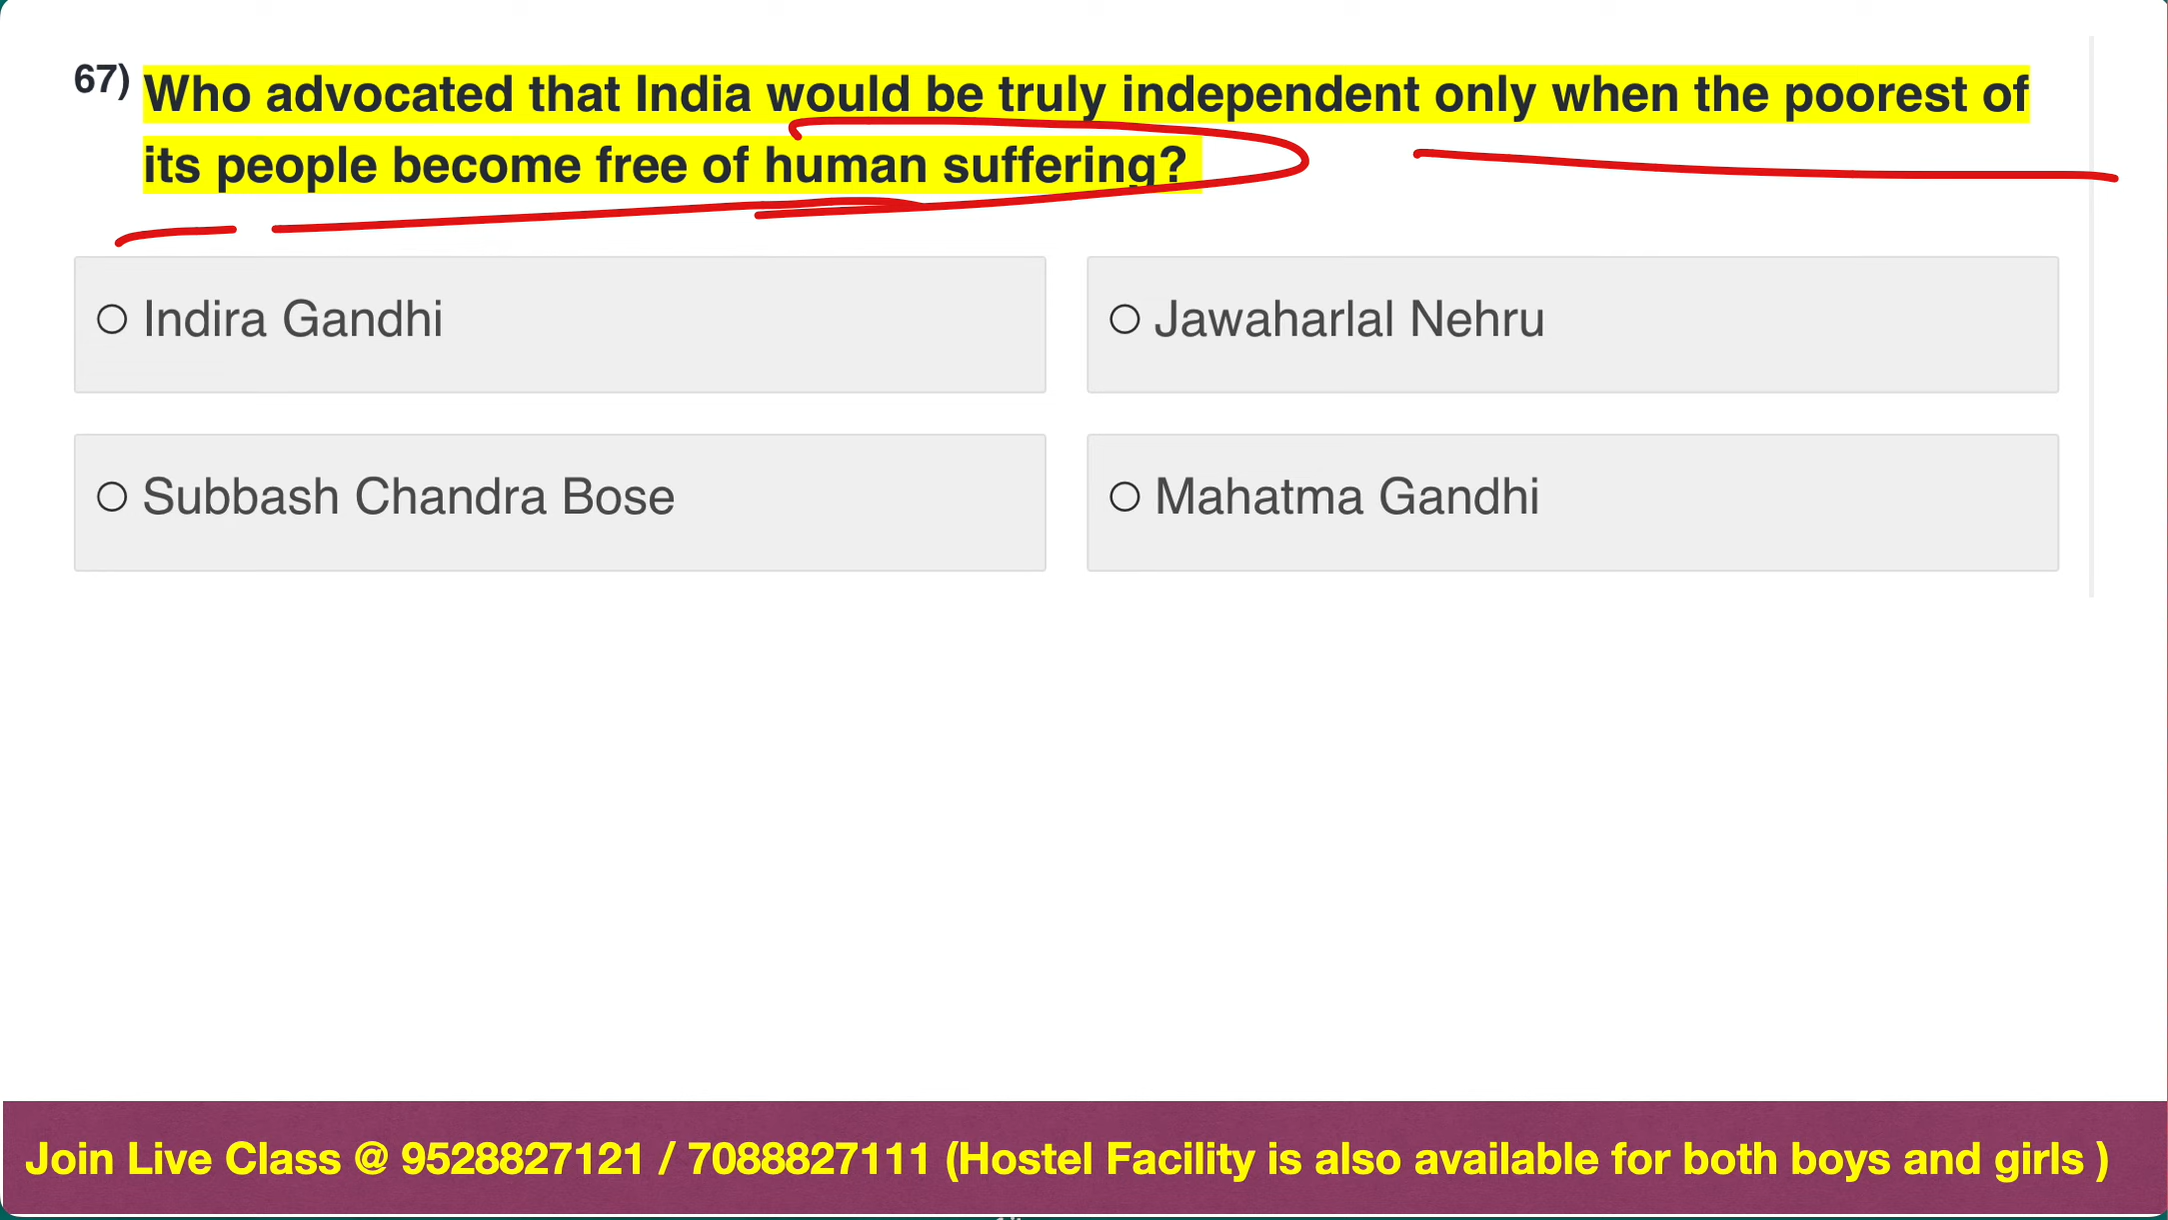 67) Who advocated that India would be truly independent only when the poorest of
its people become free of human suffering?
Indira Gandhi
Jawaharlal Nehru
Subbash Chandra Bose
Mahatma Gandhi
Join Live Class @ 9528827121 / 7088827111 (Hostel Facility is also available for both boys and girls )